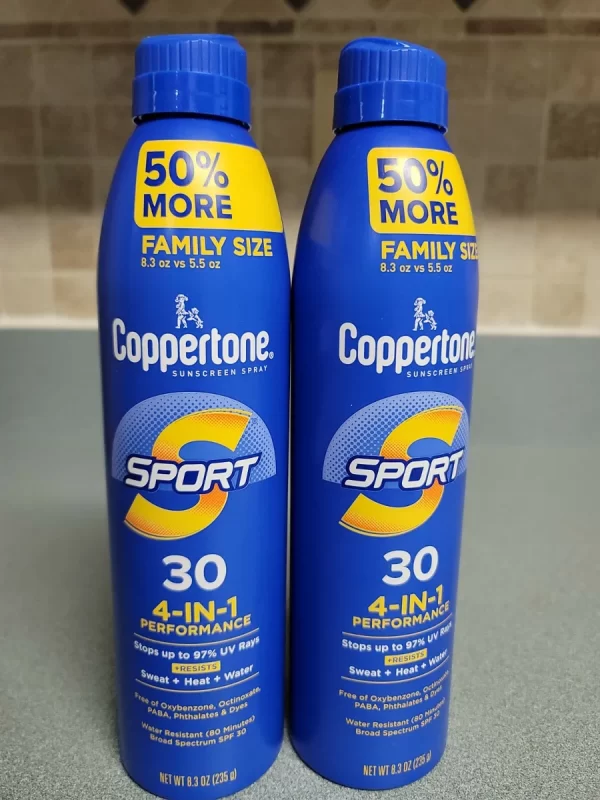 50%
MORE
FAMILY SIZE
8.3 oz vs 5.5 oz
Coppertone®
SUNSCREEN SPRAY
SPORT
30
4-IN-1
PERFORMANCE
Stops up to 97% UV Rays
+RESISTS
Sweat + Heat + Water
Free of Oxybenzone, Octinoxate,
PABA, Phthalates & Dyes
Water Resistant (80 Minutes)
Broad Spectrum SPF 30
NET WT 8.3 OZ (235 g)
50%
MORE
FAMILY SIZE
8.3 oz vs 5.5 oz
Coppertone
SUNSCREEN SPRAY
SPORT
30
4-IN-1
PERFORMANCE
Stops up to 97% UV Rays
+RESISTS
Sweat + Heat + Water
Free of Oxybenzone, Octinoxate,
PABA, Phthalates & Dyes
Water Resistant (80 Minutes)
Broad Spectrum SPF 30
NET WT 8.3 OZ (235 g)